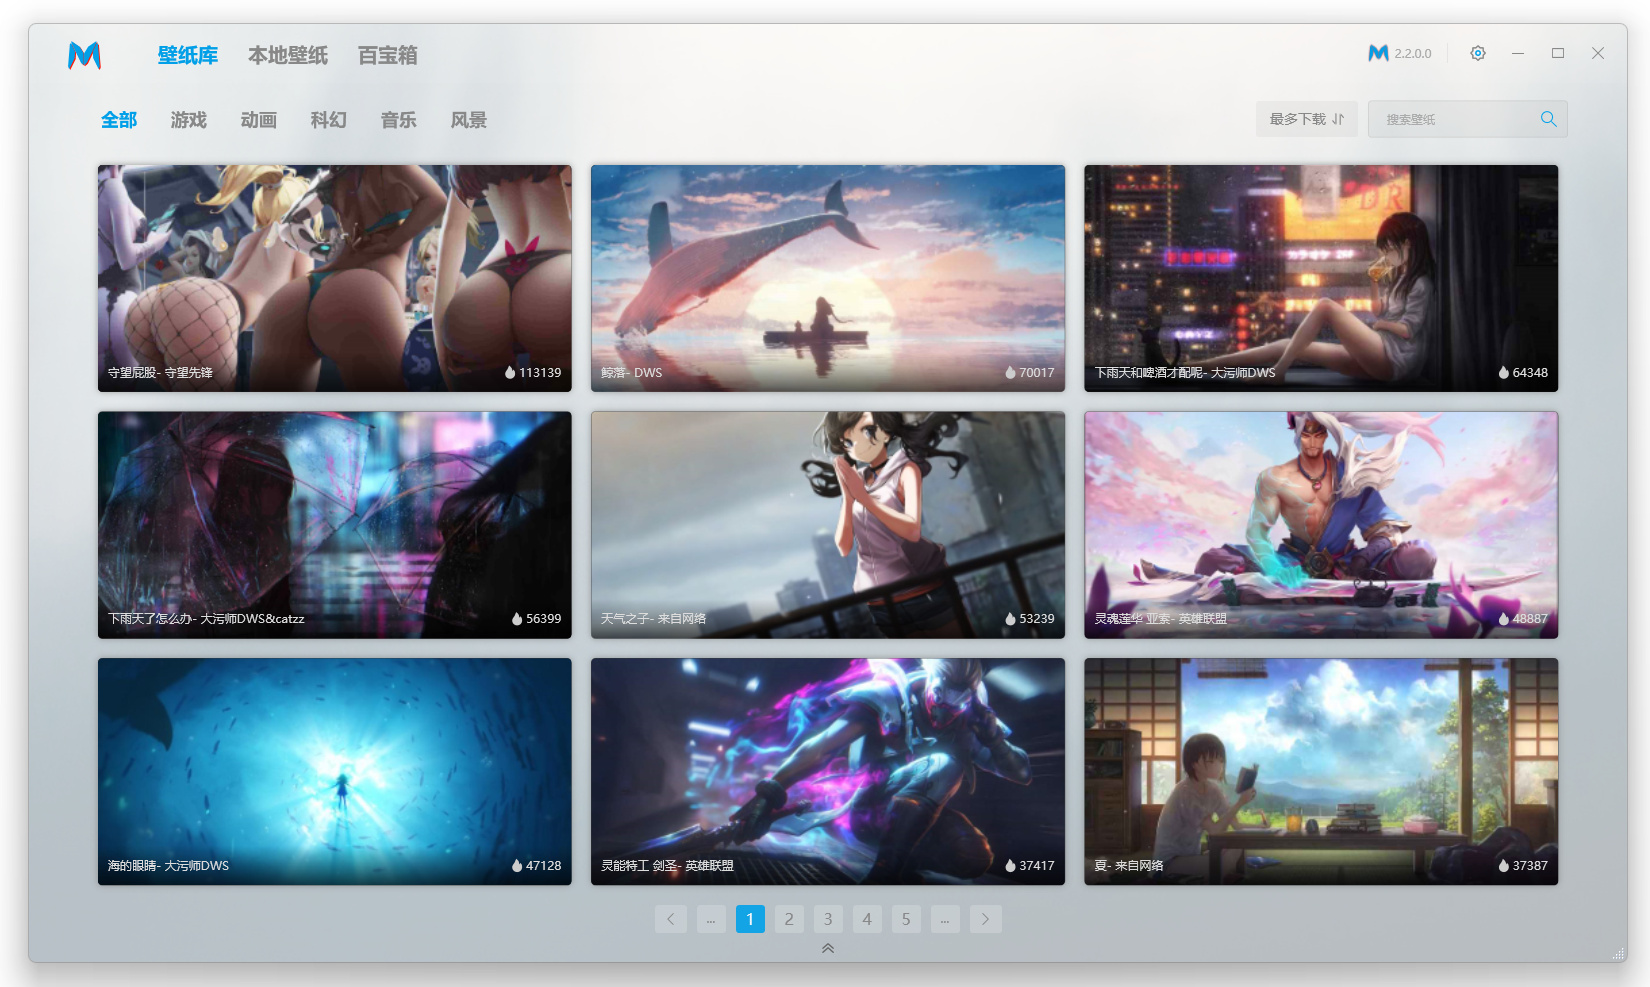 壁纸库 本地壁纸 百宝箱 2.2.0.0
全部 游戏 动画 科幻 音乐 风景 最多下载 搜索壁纸
守望屁股- 守望先锋 113139
鲸落- DWS 70017
下雨天和啤酒才配呢- 大污师DWS 64348
下雨天了怎么办- 大污师DWS&catzz 56399
天气之子- 来自网络 53239
灵魂莲华 亚索- 英雄联盟 48887
海的眼睛- 大污师DWS 47128
灵能特工 剑圣- 英雄联盟 37417
夏- 来自网络 37387
... 1 2 3 4 5 ...